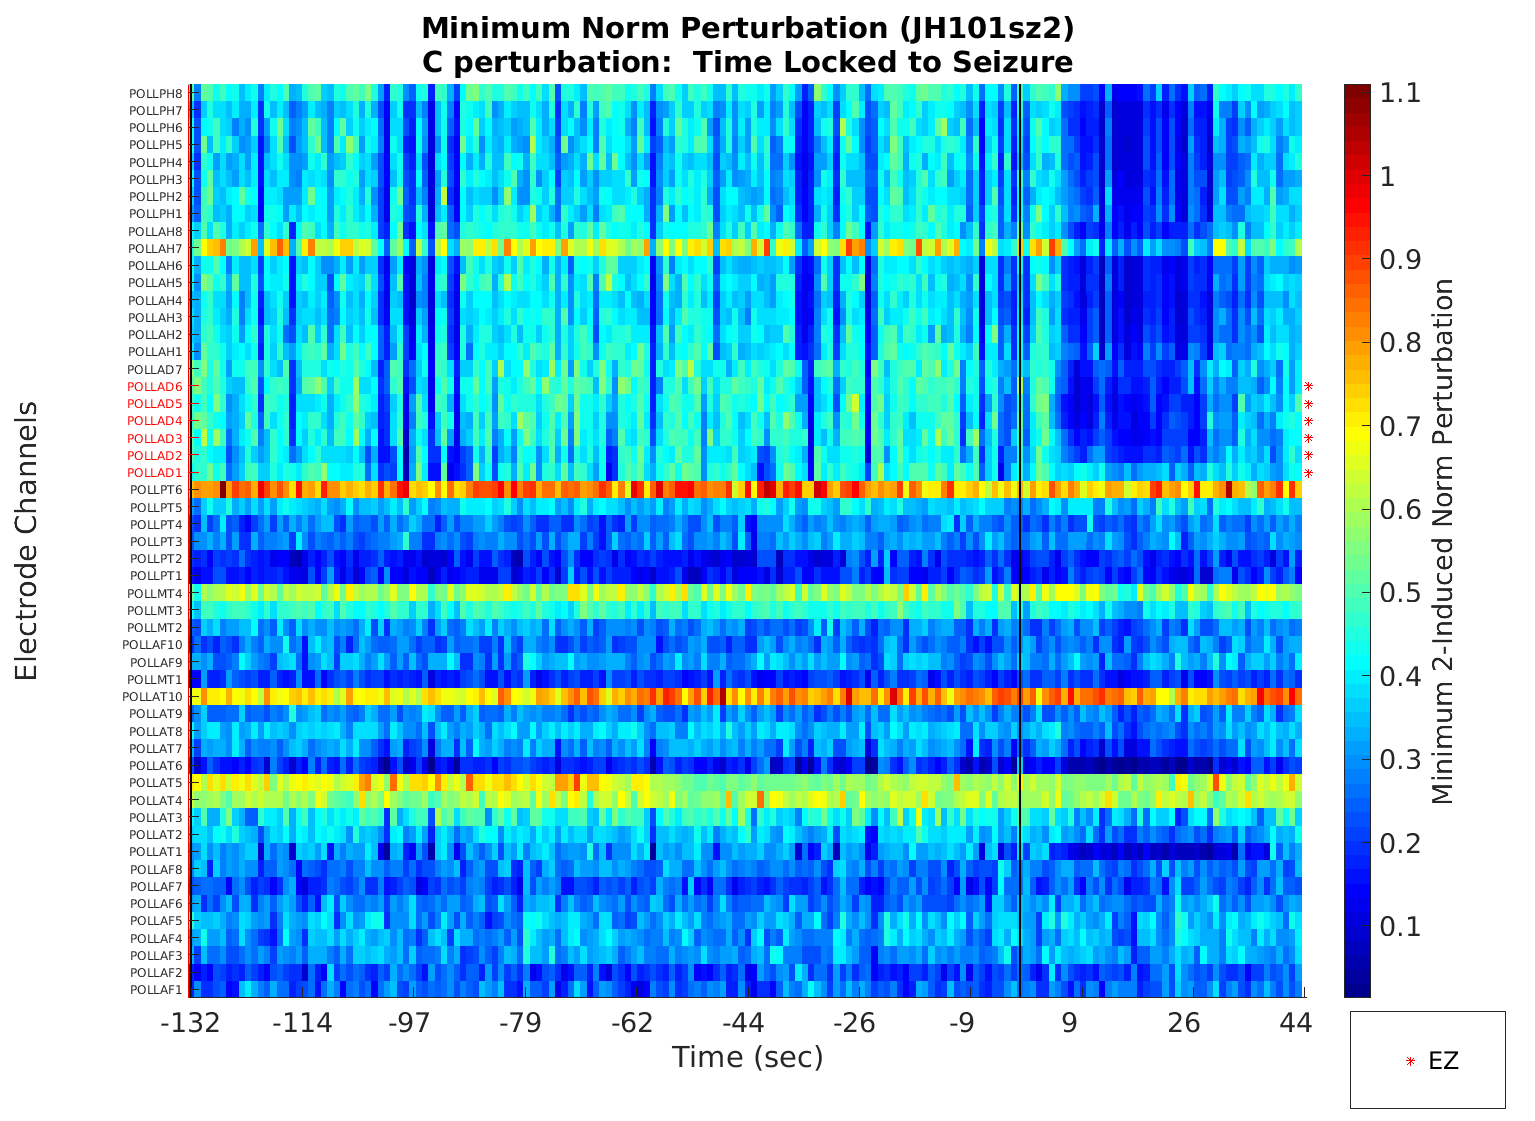 Minimum Norm Perturbation (JH101sz2)
C perturbation:  Time Locked to Seizure
Electrode Channels
POLLPH8
POLLPH7
POLLPH6
POLLPH5
POLLPH4
POLLPH3
POLLPH2
POLLPH1
POLLAH8
POLLAH7
POLLAH6
POLLAH5
POLLAH4
POLLAH3
POLLAH2
POLLAH1
POLLAD7
POLLAD6
POLLAD5
POLLAD4
POLLAD3
POLLAD2
POLLAD1
POLLPT6
POLLPT5
POLLPT4
POLLPT3
POLLPT2
POLLPT1
POLLMT4
POLLMT3
POLLMT2
POLLAF10
POLLAF9
POLLMT1
POLLAT10
POLLAT9
POLLAT8
POLLAT7
POLLAT6
POLLAT5
POLLAT4
POLLAT3
POLLAT2
POLLAT1
POLLAF8
POLLAF7
POLLAF6
POLLAF5
POLLAF4
POLLAF3
POLLAF2
POLLAF1
-132 -114 -97 -79 -62 -44 -26 -9 9 26 44
Time (sec)
1.1
1
0.9
0.8
0.7
0.6
0.5
0.4
0.3
0.2
0.1
Minimum 2-Induced Norm Perturbation
EZ